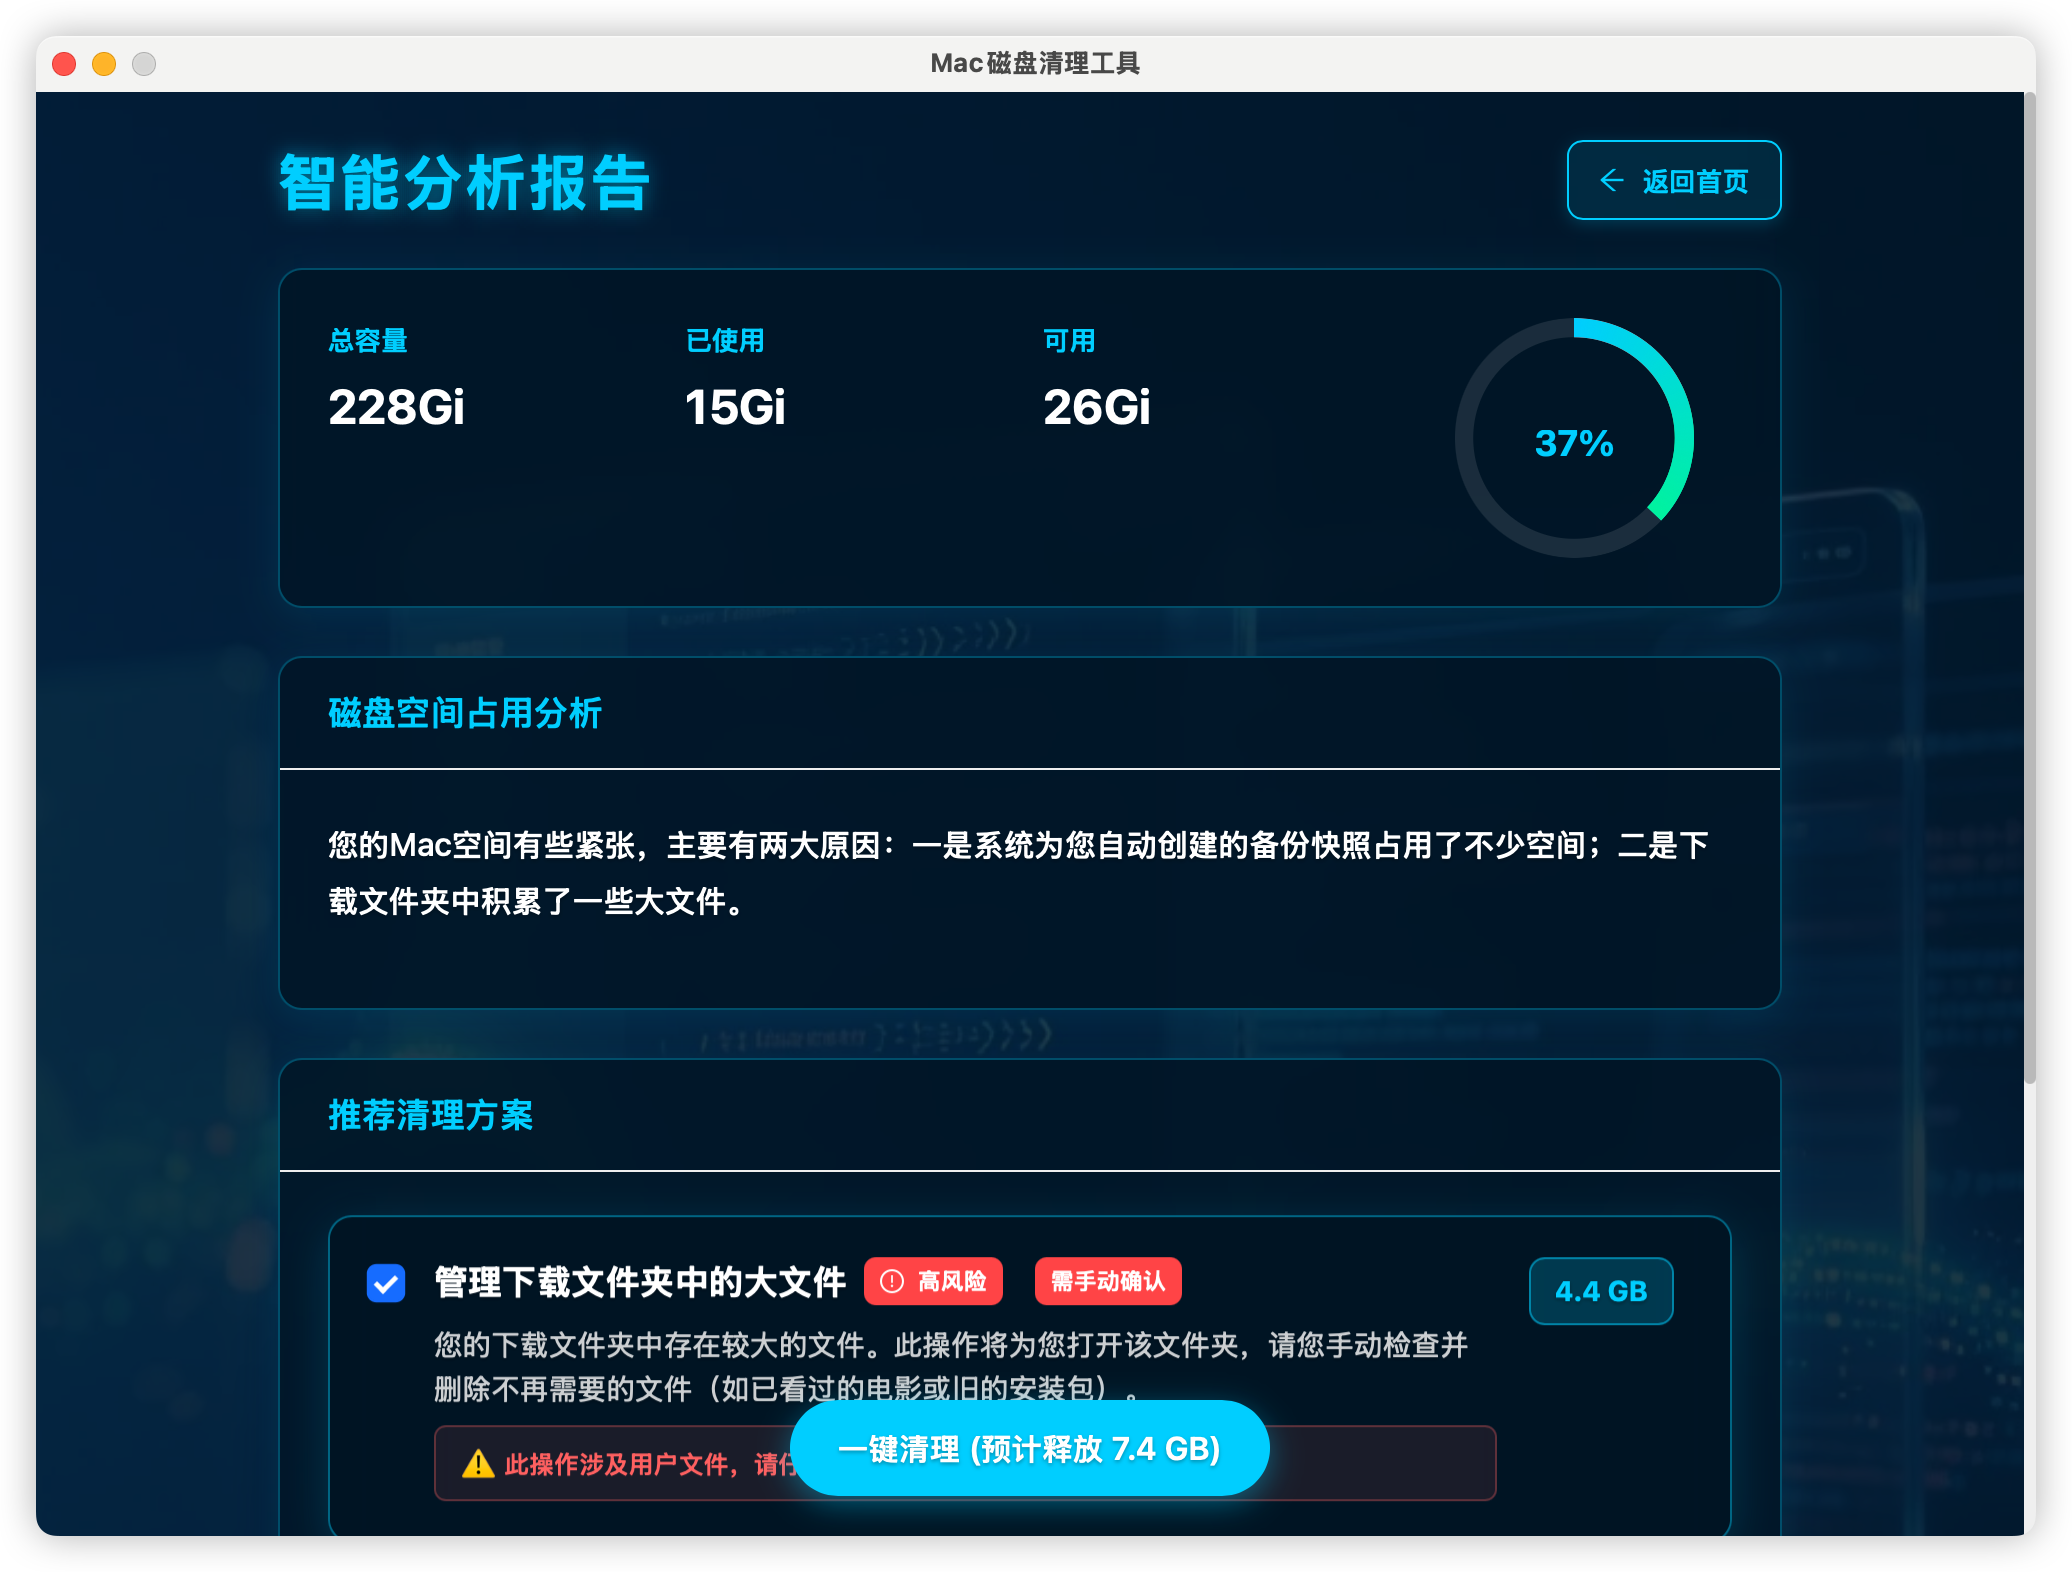 Mac磁盘清理工具
智能分析报告
返回首页
总容量
已使用
可用
228Gi
15Gi
26Gi
37%
磁盘空间占用分析
您的Mac空间有些紧张，主要有两大原因：一是系统为您自动创建的备份快照占用了不少空间；二是下
载文件夹中积累了一些大文件。
推荐清理方案
管理下载文件夹中的大文件
高风险
需手动确认
4.4 GB
您的下载文件夹中存在较大的文件。此操作将为您打开该文件夹，请您手动检查并
删除不再需要的文件（如已看过的电影或旧的安装包）。
此操作涉及用户文件，请仔
一键清理 (预计释放 7.4 GB)